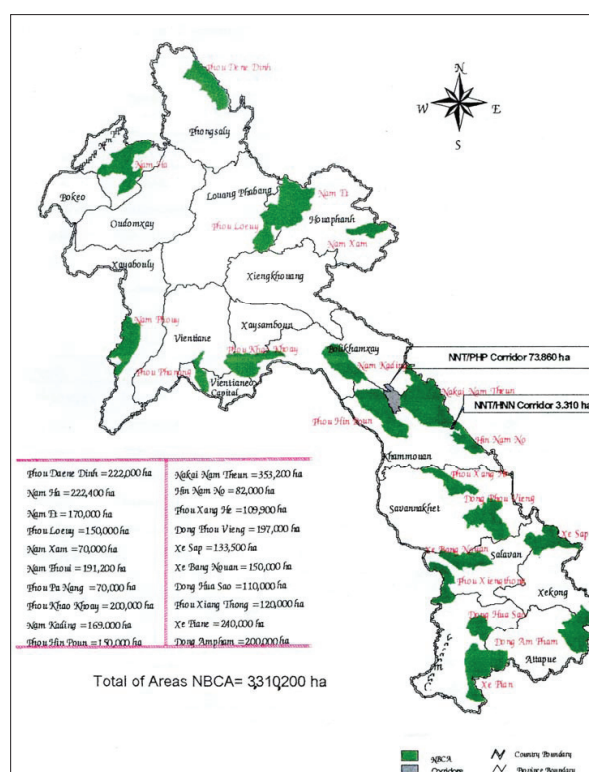 N
W E
S
Phou Dene Dinh
Phongsaly
Nam Ha
Bokeo
Louang Phabang
Nam Et
Oudomxay
Houaphanh
Phou Loeuy
Nam Xam
Xayabouly
Xiengkhouang
Nam Phouy
Xaysamboun
Vientiane
Phou Khao Khoay
Bolikhamxay
Nam Kading
NNT/PHP Corridor 73.860 ha
Phou Phanang
Vientiane
Capital
Nakai Nam Theun
NNT/HNN Corridor 3.310 ha
Phou Hin Poun
Hin Nam No
Khammouan
Phou Xang He
Savannakhet
Dong Phou Vieng
Xe Sap
Xe Bang Nouan
Salavan
Phou Xiengthong
Xekong
Dong Hua Sao
Dong Am Pham
Attapue
Xe Pian
Phou Daene Dinh =222,000 ha
Nam Ha =222,400 ha
Nam Et =170,000 ha
Phou Loeuy =150,000 ha
Nam Xam =70,000 ha
Nam Phoui =191,200 ha
Phou Pa Nang =70,000 ha
Phou Khao Khoay =200,000 ha
Nam Kading =169,000 ha
Phou Hin Poun =150,000 ha
Nakai Nam Theun =353,200 ha
Hin Nam No =82,000 ha
Phou Xang He =109,900 ha
Dong Phou Vieng =197,000 ha
Xe Sap =133,500 ha
Xe Bang Nouan =150,000 ha
Dong Hua Sao =110,000 ha
Phou Xiang Thong =120,000 ha
Xe Piane =240,000 ha
Dong Ampham =200,000 ha
Total of Areas NBCA= 3,310,200 ha
NBCA
Country Boundary
Corridors
Province Boundary